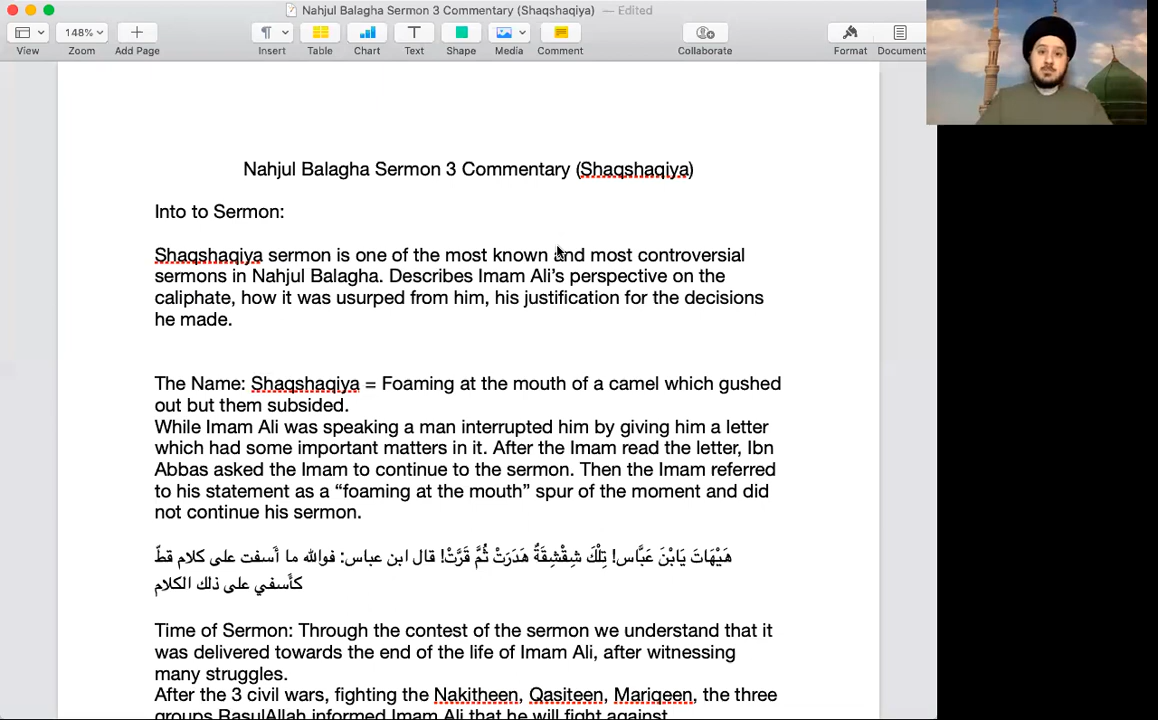 Nahjul Balagha Sermon 3 Commentary (Shaqshaqiya) — Edited
148%
View
Zoom
Add Page
Insert
Table
Chart
Text
Shape
Media
Comment
Collaborate
Format
Document
Nahjul Balagha Sermon 3 Commentary (Shaqshaqiya)
Into to Sermon:
Shaqshaqiya sermon is one of the most known and most controversial
sermons in Nahjul Balagha. Describes Imam Ali’s perspective on the
caliphate, how it was usurped from him, his justification for the decisions
he made.
The Name: Shaqshaqiya = Foaming at the mouth of a camel which gushed
out but them subsided.
While Imam Ali was speaking a man interrupted him by giving him a letter
which had some important matters in it. After the Imam read the letter, Ibn
Abbas asked the Imam to continue to the sermon. Then the Imam referred
to his statement as a “foaming at the mouth” spur of the moment and did
not continue his sermon.
هَيْهَاتَ يَابْنَ عَبَّاس! تِلْكَ شِقْشِقَةٌ هَدَرَتْ ثُمَّ قَرَّتْ! قال ابن عباس: فوالله ما أسفت على كلام قطّ
كأسفي على ذلك الكلام
Time of Sermon: Through the contest of the sermon we understand that it
was delivered towards the end of the life of Imam Ali, after witnessing
many struggles.
After the 3 civil wars, fighting the Nakitheen, Qasiteen, Mariqeen, the three
groups RasulAllah informed Imam Ali that he will fight against.